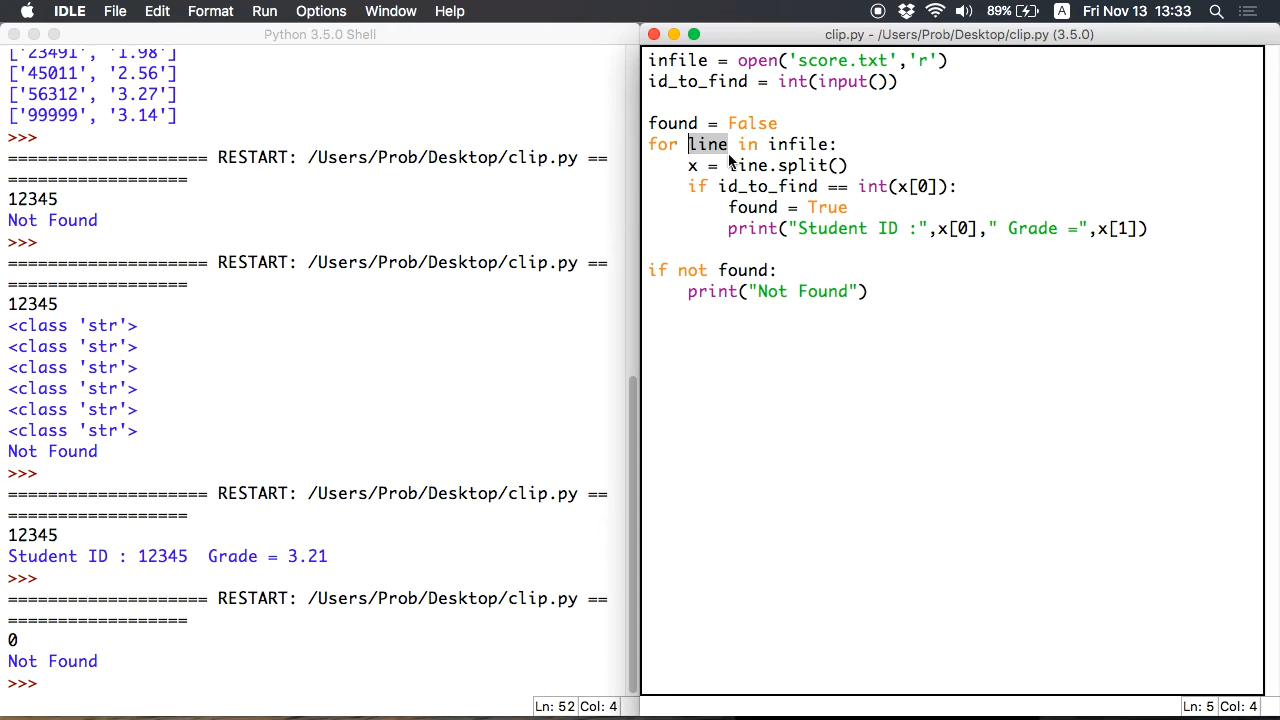 IDLE File Edit Format Run Options Window Help 89% A Fri Nov 13 13:33
Python 3.5.0 Shell
['23491', '1.98']
['45011', '2.56']
['56312', '3.27']
['99999', '3.14']
>>>
==================== RESTART: /Users/Prob/Desktop/clip.py ==
==================
12345
Not Found
>>>
==================== RESTART: /Users/Prob/Desktop/clip.py ==
==================
12345
<class 'str'>
<class 'str'>
<class 'str'>
<class 'str'>
<class 'str'>
<class 'str'>
Not Found
>>>
==================== RESTART: /Users/Prob/Desktop/clip.py ==
==================
12345
Student ID : 12345  Grade = 3.21
>>>
==================== RESTART: /Users/Prob/Desktop/clip.py ==
==================
0
Not Found
>>>
Ln: 52 Col: 4
clip.py - /Users/Prob/Desktop/clip.py (3.5.0)
infile = open('score.txt','r')
id_to_find = int(input())
found = False
for line in infile:
    x = line.split()
    if id_to_find == int(x[0]):
        found = True
        print("Student ID :",x[0]," Grade =",x[1])
if not found:
    print("Not Found")
Ln: 5 Col: 4